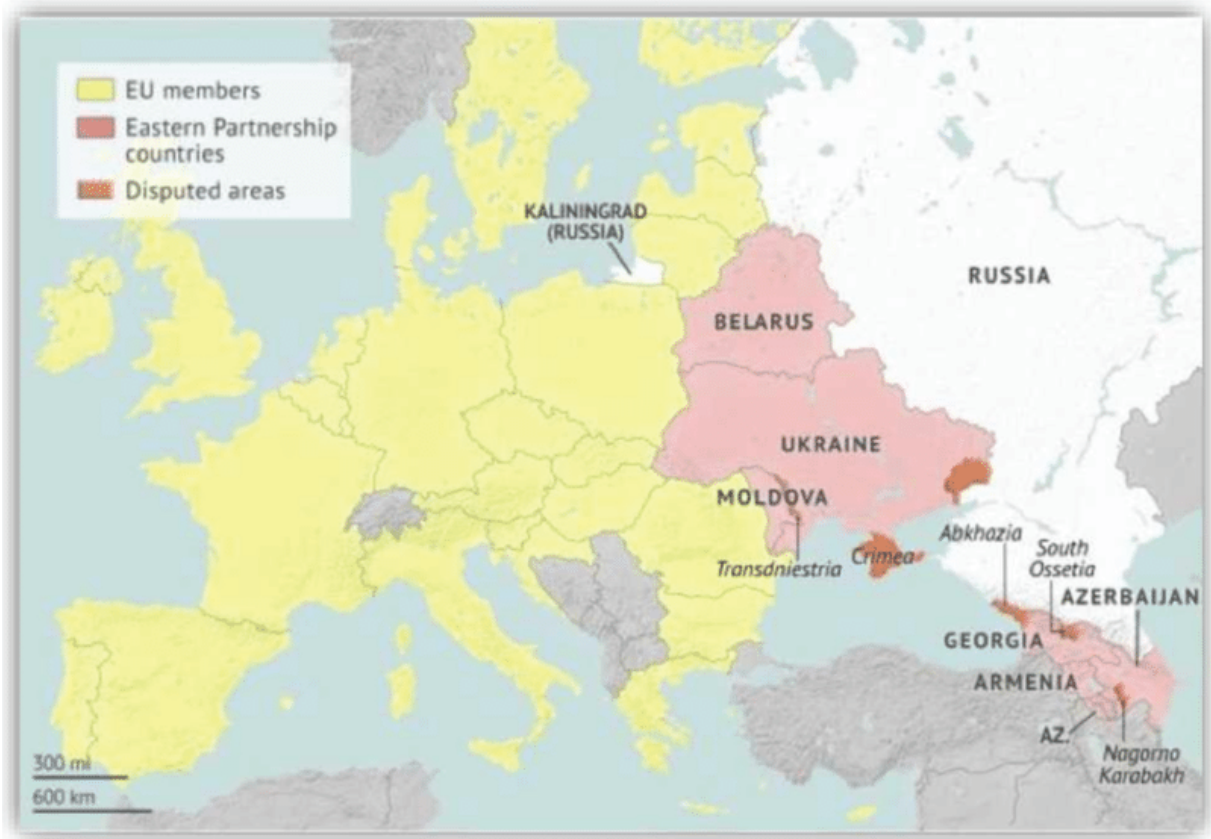 EU members
Eastern Partnership
countries
Disputed areas
KALININGRAD
(RUSSIA)
RUSSIA
BELARUS
UKRAINE
MOLDOVA
Transdniestria
Crimea
Abkhazia
South
Ossetia
AZERBAIJAN
GEORGIA
ARMENIA
AZ.
Nagorno
Karabakh
300 mi
600 km